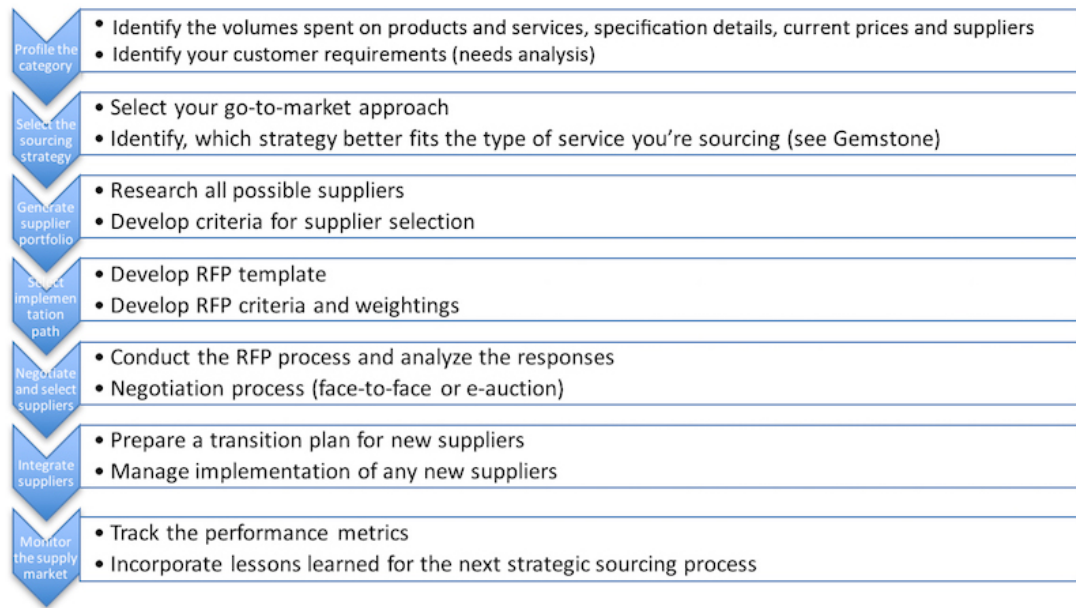 Profile the
category
• Identify the volumes spent on products and services, specification details, current prices and suppliers
• Identify your customer requirements (needs analysis)
Select the
sourcing
strategy
• Select your go-to-market approach
• Identify, which strategy better fits the type of service you're sourcing (see Gemstone)
Generate
supplier
portfolio
• Research all possible suppliers
• Develop criteria for supplier selection
Select
implemen
tation
path
• Develop RFP template
• Develop RFP criteria and weightings
Negotiate
and select
suppliers
• Conduct the RFP process and analyze the responses
• Negotiation process (face-to-face or e-auction)
Integrate
suppliers
• Prepare a transition plan for new suppliers
• Manage implementation of any new suppliers
Monitor
the supply
market
• Track the performance metrics
• Incorporate lessons learned for the next strategic sourcing process